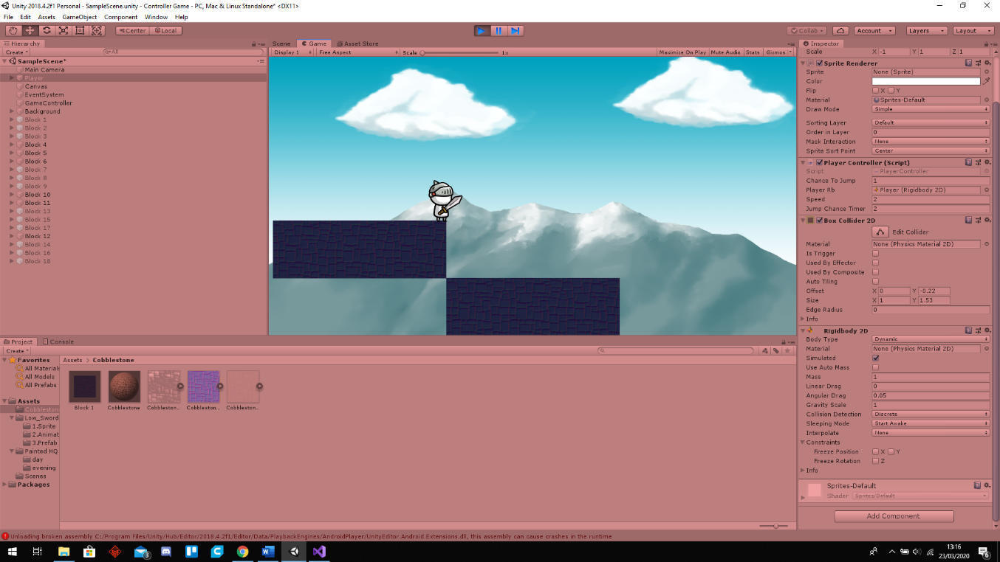 Unity 2018.4.2f1 Personal - SampleScene.unity - Controller Game - PC, Mac & Linux Standalone* <DX11>
File Edit Assets GameObject Component Window Help
Center Local Collab Account Layers Layout
Hierarchy
Create All
SampleScene*
Main Camera
Player
Canvas
EventSystem
GameController
Background
Block 1
Block 2
Block 3
Block 4
Block 5
Block 6
Block 7
Block 8
Block 9
Block 10
Block 11
Block 13
Block 15
Block 17
Block 12
Block 14
Block 16
Block 18
Scene Game Asset Store
Display 1 Free Aspect Scale 1x Maximize On Play Mute Audio Stats Gizmos
Inspector
Scale X -1 Y 1 Z 1
Sprite Renderer
Sprite None (Sprite)
Color
Flip X Y
Material Sprites-Default
Draw Mode Simple
Sorting Layer Default
Order in Layer 0
Mask Interaction None
Sprite Sort Point Center
Player Controller (Script)
Script PlayerController
Chance To Jump 1
Player Rb Player (Rigidbody 2D)
Speed 2
Jump Chance Timer 2
Box Collider 2D
Edit Collider
Material None (Physics Material 2D)
Is Trigger
Used By Effector
Used By Composite
Auto Tiling
Offset X 0 Y -0.22
Size X 1 Y 1.53
Edge Radius 0
Info
Rigidbody 2D
Body Type Dynamic
Material None (Physics Material 2D)
Simulated
Use Auto Mass
Mass 1
Linear Drag 0
Angular Drag 0.05
Gravity Scale 1
Collision Detection Discrete
Sleeping Mode Start Awake
Interpolate None
Constraints
Freeze Position X Y
Freeze Rotation Z
Info
Sprites-Default
Shader Sprites/Default
Add Component
Project Console
Create
Favorites
All Materials
All Models
All Prefabs
Assets
Cobbleston
Low_Sword
1.Sprite
2.Animat
3.Prefab
Painted HQ
day
evening
Scenes
Packages
Assets > Cobblestone
Block 1 Cobblestone Cobbleston... Cobbleston... Cobbleston...
Unloading broken assembly C:/Program Files/Unity/Hub/Editor/2018.4.2f1/Editor/Data/PlaybackEngines/AndroidPlayer/UnityEditor.Android.Extensions.dll, this assembly can cause crashes in the runtime
3
13:16
23/03/2020
6